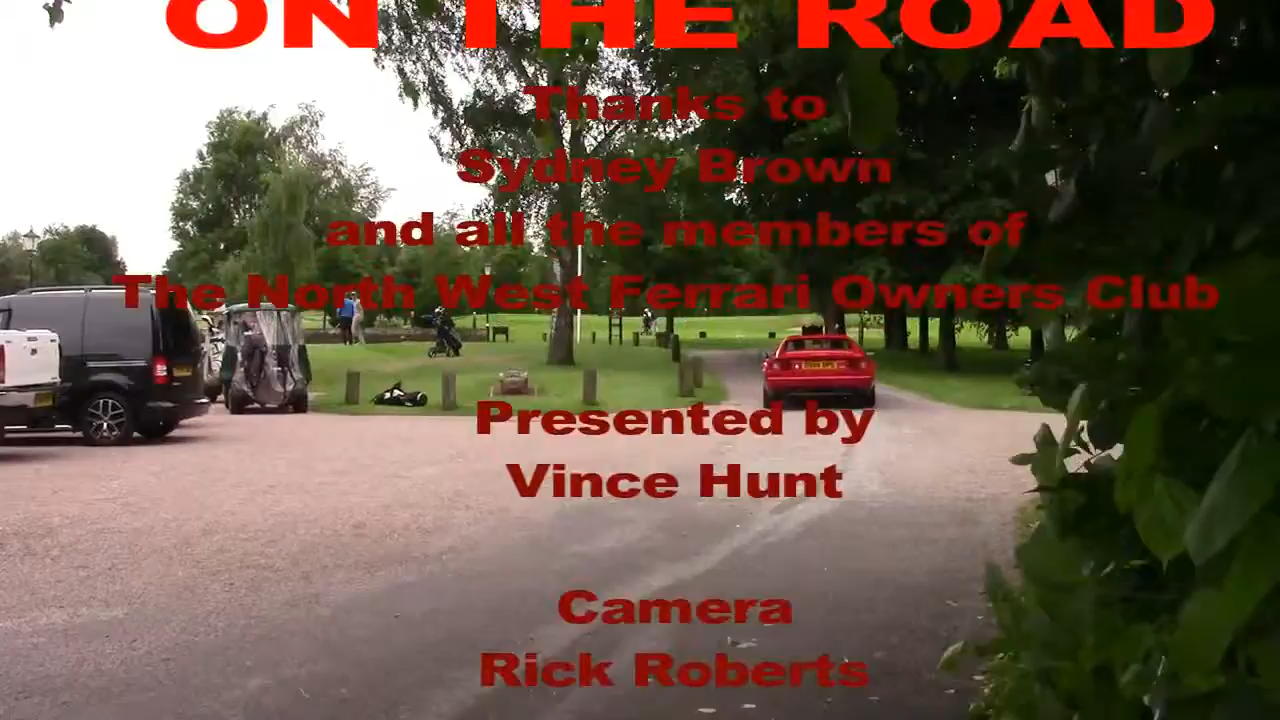 ON THE ROAD
Thanks to
Sydney Brown
and all the members of
The North West Ferrari Owners Club
Presented by
Vince Hunt
Camera
Rick Roberts